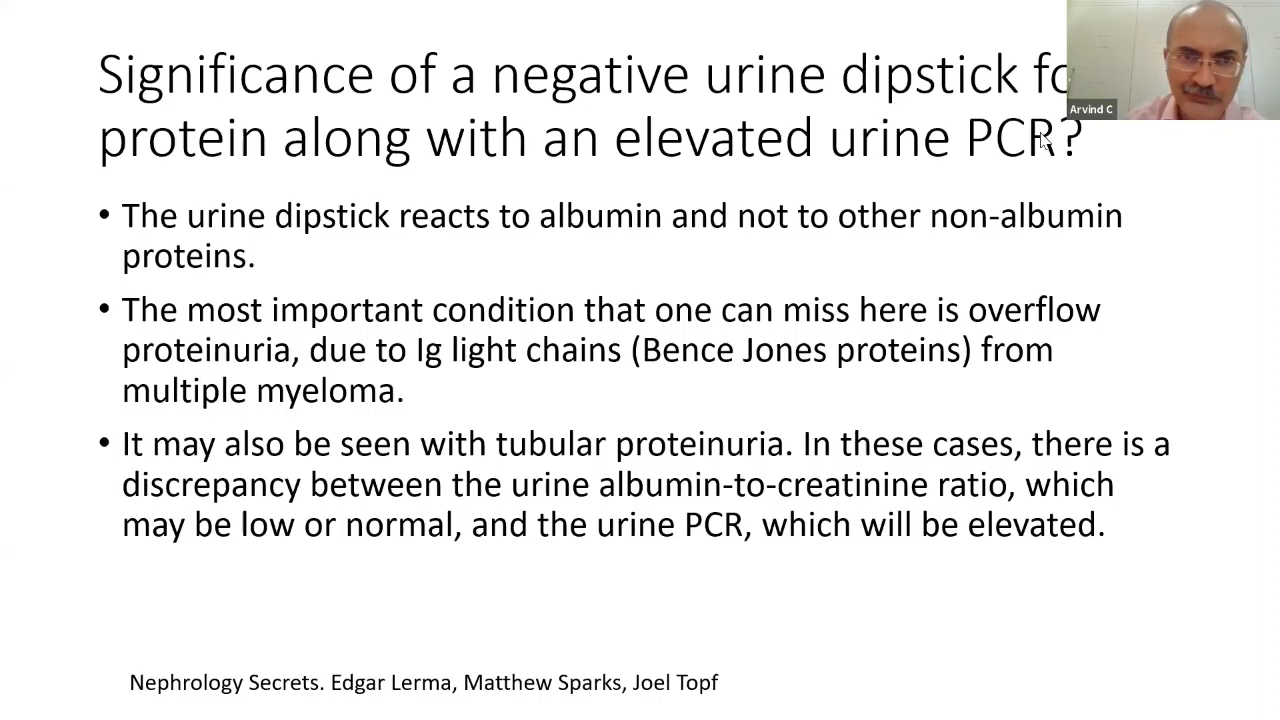 Significance of a negative urine dipstick
protein along with an elevated urine PCR?
Arvind C
• The urine dipstick reacts to albumin and not to other non-albumin
proteins.
• The most important condition that one can miss here is overflow
proteinuria, due to Ig light chains (Bence Jones proteins) from
multiple myeloma.
• It may also be seen with tubular proteinuria. In these cases, there is a
discrepancy between the urine albumin-to-creatinine ratio, which
may be low or normal, and the urine PCR, which will be elevated.
Nephrology Secrets. Edgar Lerma, Matthew Sparks, Joel Topf